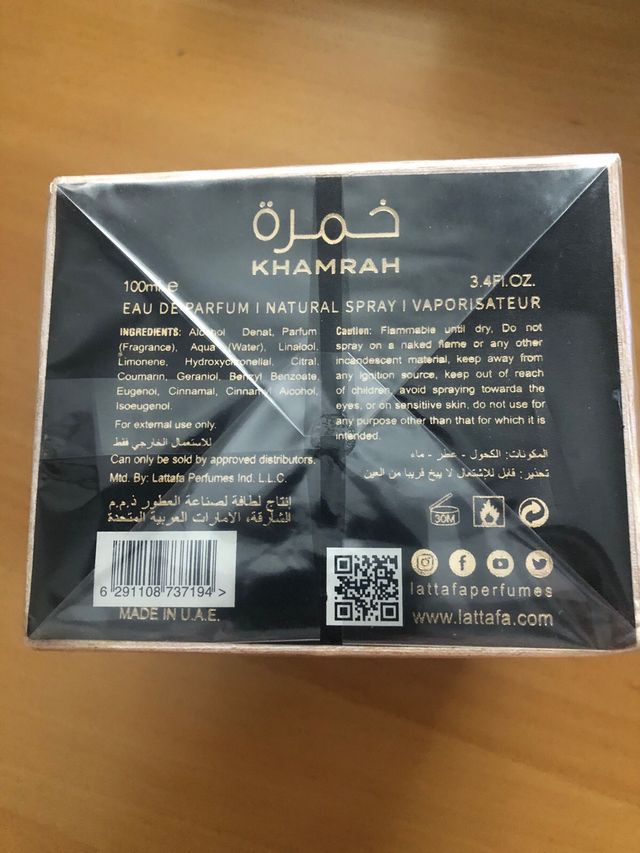 خمرة
KHAMRAH
100ml e
3.4Fl.OZ.
EAU DE PARFUM I NATURAL SPRAY I VAPORISATEUR
INGREDIENTS: Alcohol Denat, Parfum
(Fragrance), Aqua (Water), Linalool,
Limonene, Hydroxycitronellal, Citral,
Coumarin, Geraniol, Benzyl Benzoate,
Eugenol, Cinnamal, Cinnamyl Alcohol,
Isoeugenol.
For external use only.
للاستعمال الخارجي فقط
Can only be sold by approved distributors.
Mtd. By: Lattafa Perfumes Ind. L.L.C.
إنتاج لطافة لصناعة العطور ذ.م.م
الشارقة، الامارات العربية المتحدة
6 291108 737194 >
MADE IN U.A.E.
Caution: Flammable until dry, Do not
spray on a naked flame or any other
incandescent material, keep away from
any ignition source, keep out of reach
of children, avoid spraying towarda the
eyes, or on sensitiive skin, do not use for
any purpose other than that for which it is
intended.
المكونات: الكحول - عطر - ماء
تحذير: قابل للاشتعال لا يبخ قريبا من العين
30M
lattafaperfumes
www.lattafa.com